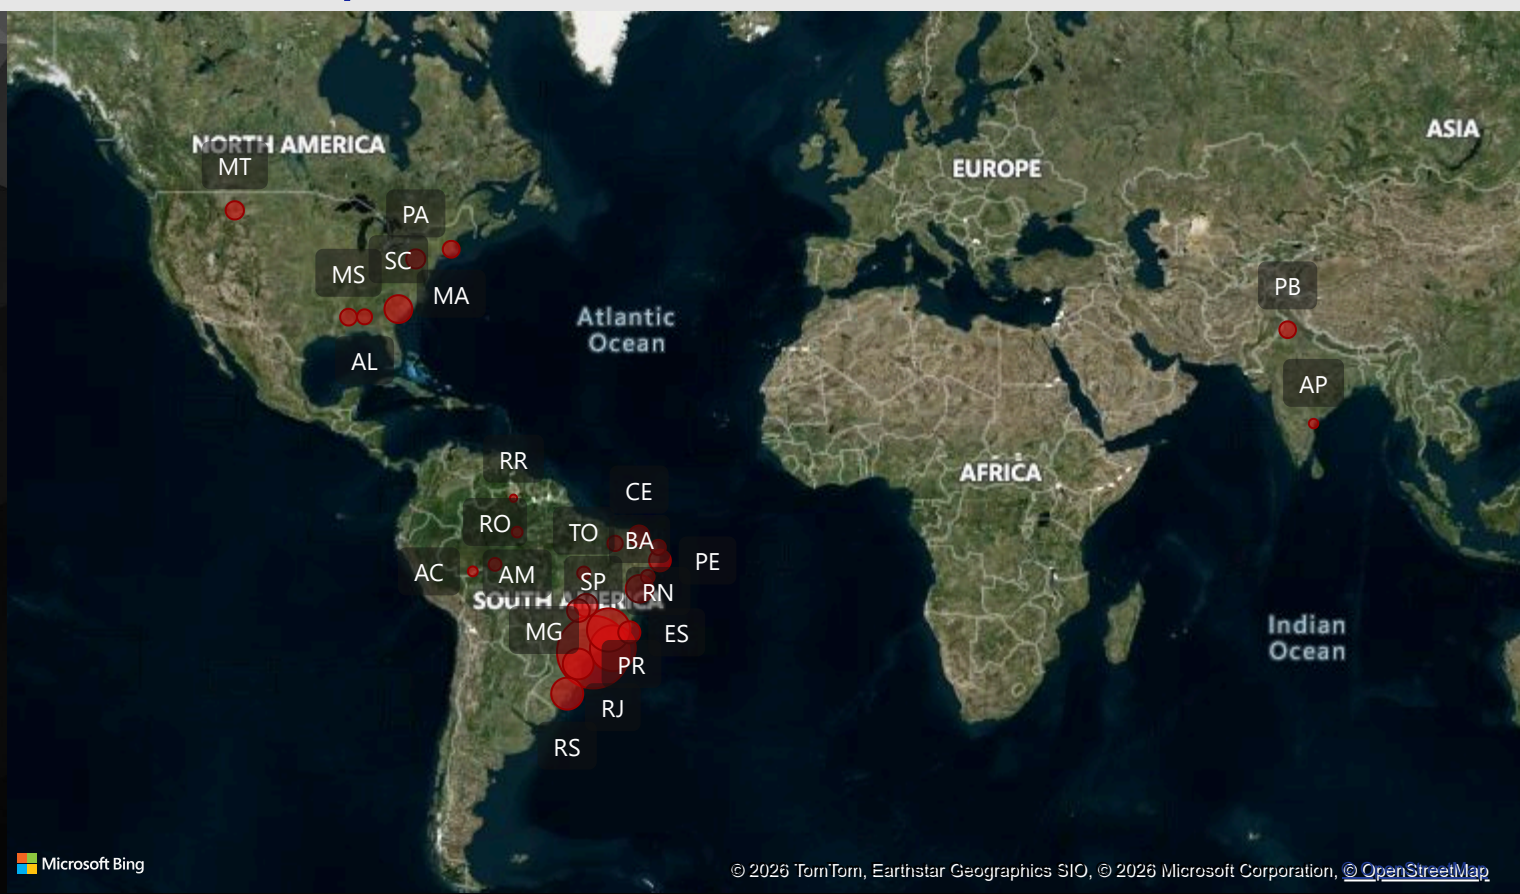 NORTH AMERICA
MT
PA
SC
MS
MA
AL
Atlantic
Ocean
EUROPE
ASIA
PB
AP
AFRICA
RR
CE
RO
TO
BA
PE
AC
AM
SP
RN
SOUTH AMERICA
MG
ES
PR
RJ
RS
Indian
Ocean
Microsoft Bing
© 2026 TomTom, Earthstar Geographics SIO, © 2026 Microsoft Corporation, © OpenStreetMap